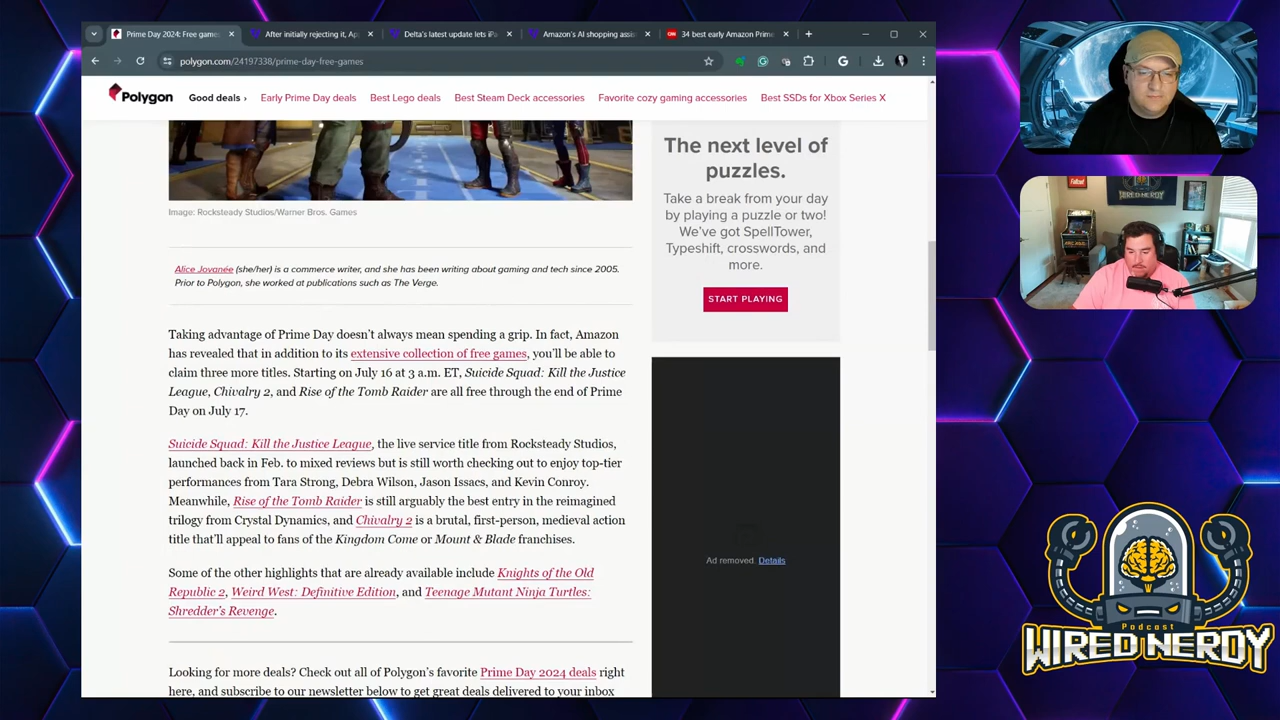 Prime Day 2024: Free games
After initially rejecting it, Ap
Delta's latest update lets iPa
Amazon's AI shopping assis
34 best early Amazon Prime
polygon.com/24197338/prime-day-free-games
Polygon
Good deals ›
Early Prime Day deals
Best Lego deals
Best Steam Deck accessories
Favorite cozy gaming accessories
Best SSDs for Xbox Series X
Image: Rocksteady Studios/Warner Bros. Games
Alice Jovanée (she/her) is a commerce writer, and she has been writing about gaming and tech since 2005.
Prior to Polygon, she worked at publications such as The Verge.
Taking advantage of Prime Day doesn't always mean spending a grip. In fact, Amazon
has revealed that in addition to its extensive collection of free games, you'll be able to
claim three more titles. Starting on July 16 at 3 a.m. ET, Suicide Squad: Kill the Justice
League, Chivalry 2, and Rise of the Tomb Raider are all free through the end of Prime
Day on July 17.
Suicide Squad: Kill the Justice League, the live service title from Rocksteady Studios,
launched back in Feb. to mixed reviews but is still worth checking out to enjoy top-tier
performances from Tara Strong, Debra Wilson, Jason Issacs, and Kevin Conroy.
Meanwhile, Rise of the Tomb Raider is still arguably the best entry in the reimagined
trilogy from Crystal Dynamics, and Chivalry 2 is a brutal, first-person, medieval action
title that'll appeal to fans of the Kingdom Come or Mount & Blade franchises.
Some of the other highlights that are already available include Knights of the Old
Republic 2, Weird West: Definitive Edition, and Teenage Mutant Ninja Turtles:
Shredder's Revenge.
Looking for more deals? Check out all of Polygon's favorite Prime Day 2024 deals right
here, and subscribe to our newsletter below to get great deals delivered to your inbox
The next level of
puzzles.
Take a break from your day
by playing a puzzle or two!
We've got SpellTower,
Typeshift, crosswords, and
more.
START PLAYING
Ad removed. Details
Fallout
WIRED NERDY
ARCADE
Podcast
WIRED NERDY